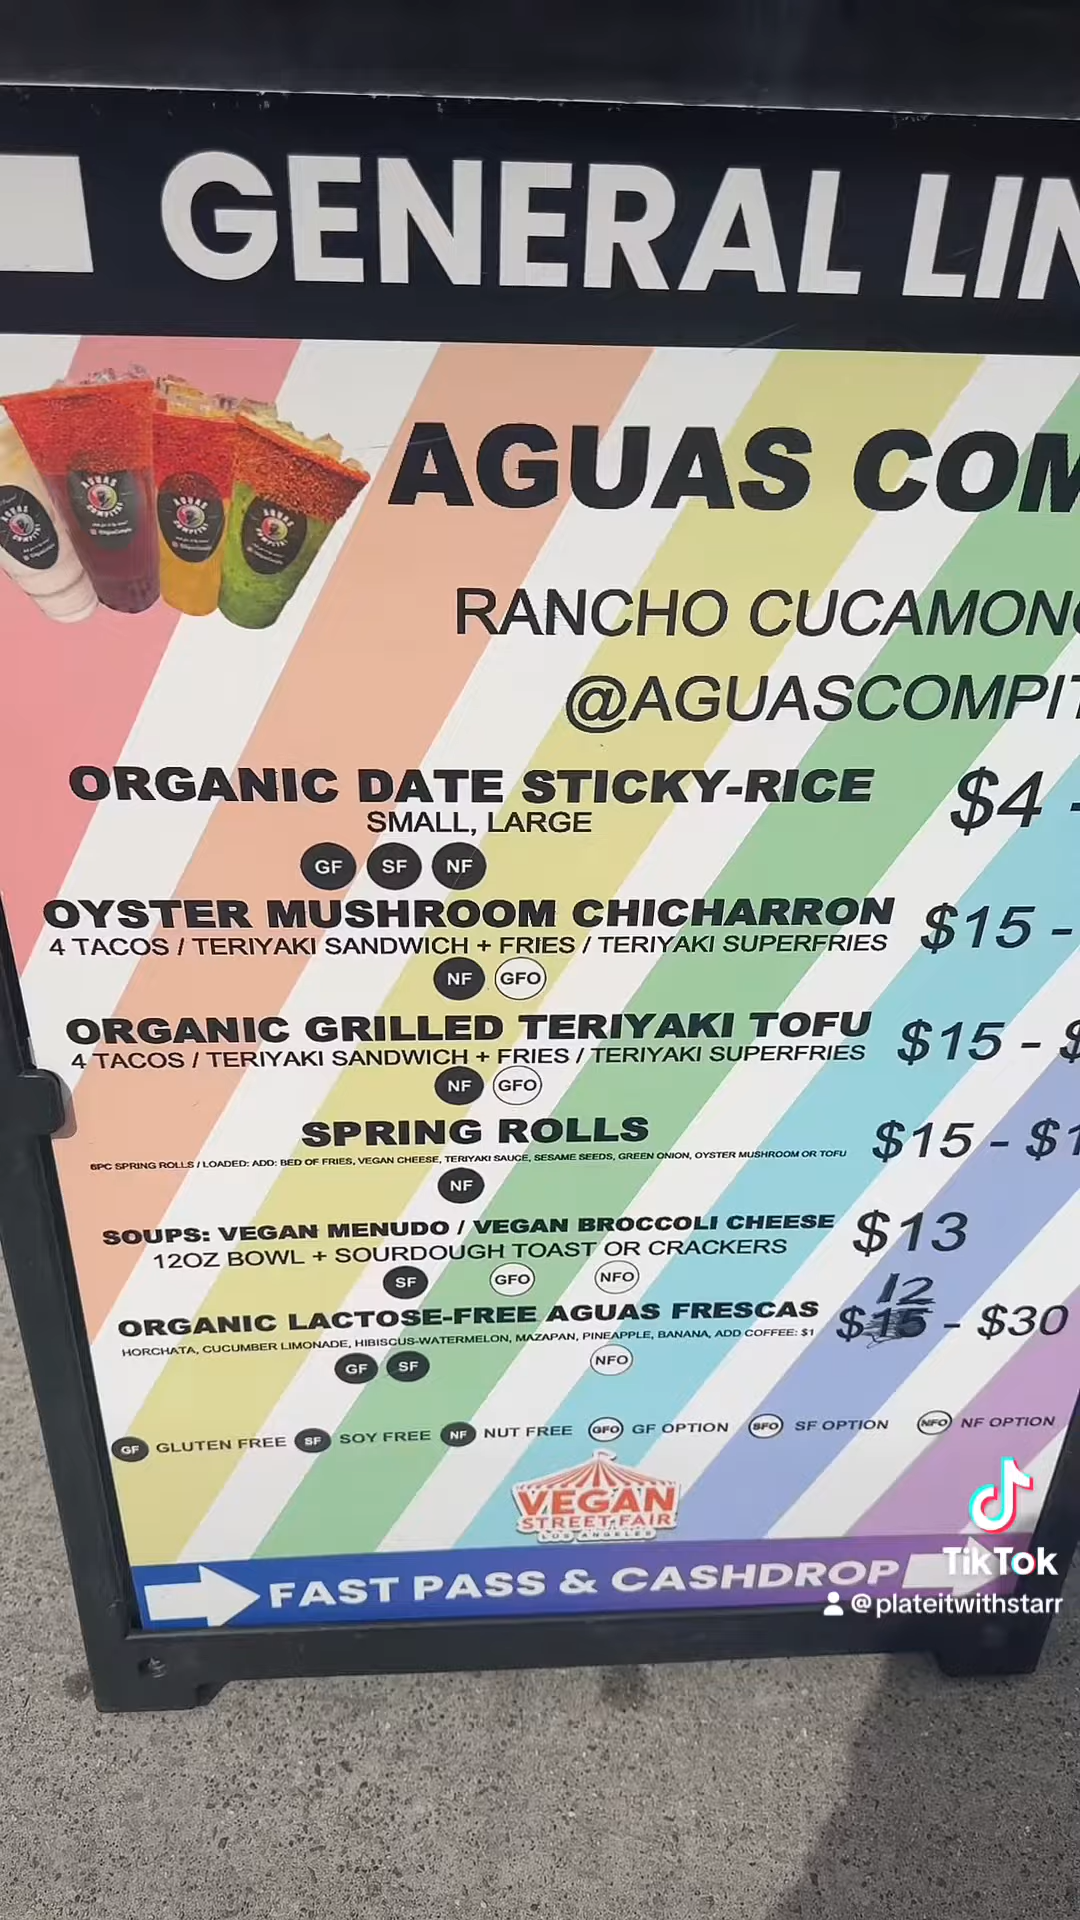 GENERAL LIN
AGUAS COM
RANCHO CUCAMONG
@AGUASCOMPIT
AGUAS
COMPITAI
AGUAS
COMPITAI
AGUAS
COMPITAI
ORGANIC DATE STICKY-RICE $4 -
SMALL, LARGE
GF SF NF
OYSTER MUSHROOM CHICHARRON $15 -
4 TACOS / TERIYAKI SANDWICH + FRIES / TERIYAKI SUPERFRIES
NF GFO
ORGANIC GRILLED TERIYAKI TOFU $15 - $
4 TACOS / TERIYAKI SANDWICH + FRIES / TERIYAKI SUPERFRIES
NF GFO
SPRING ROLLS $15 - $1
6PC SPRING ROLLS / LOADED: ADD: BED OF FRIES, VEGAN CHEESE, TERIYAKI SAUCE, SESAME SEEDS, GREEN ONION, OYSTER MUSHROOM OR TOFU
NF
SOUPS: VEGAN MENUDO / VEGAN BROCCOLI CHEESE $13
12OZ BOWL + SOURDOUGH TOAST OR CRACKERS
SF GFO NFO
12
ORGANIC LACTOSE-FREE AGUAS FRESCAS $15 - $30
HORCHATA, CUCUMBER LIMONADE, HIBISCUS-WATERMELON, MAZAPAN, PINEAPPLE, BANANA, ADD COFFEE: $1
GF SF NFO
GF GLUTEN FREE SF SOY FREE NF NUT FREE GFO GF OPTION SFO SF OPTION NFO NF OPTION
VEGAN
STREET FAIR
LOS ANGELES
FAST PASS & CASHDROP
TikTok
@plateitwithstarr